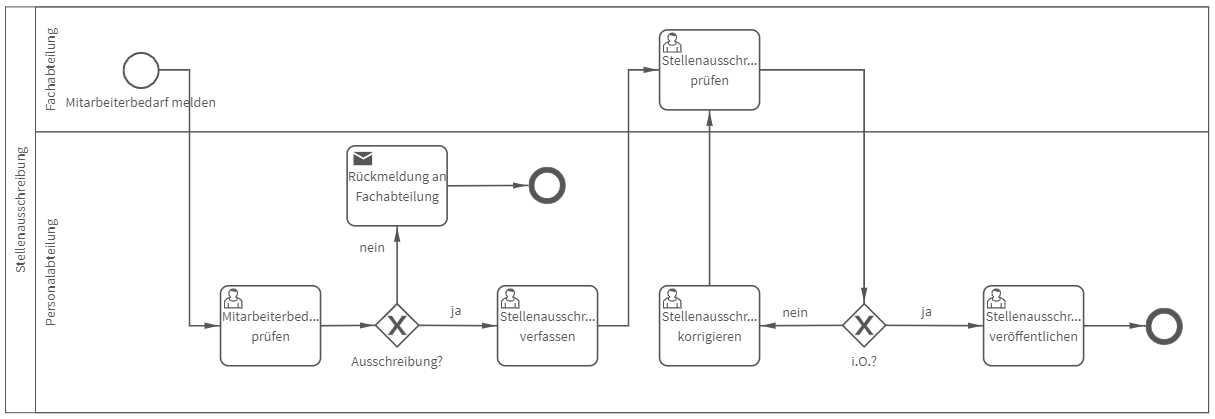 Stellenausschreibung
Fachabteilung
Mitarbeiterbedarf melden
Stellenausschr...
prüfen
Personalabteilung
Rückmeldung an
Fachabteilung
nein
Mitarbeiterbed...
prüfen
Ausschreibung?
ja
Stellenausschr...
verfassen
Stellenausschr...
korrigieren
nein
i.O.?
ja
Stellenausschr...
veröffentlichen